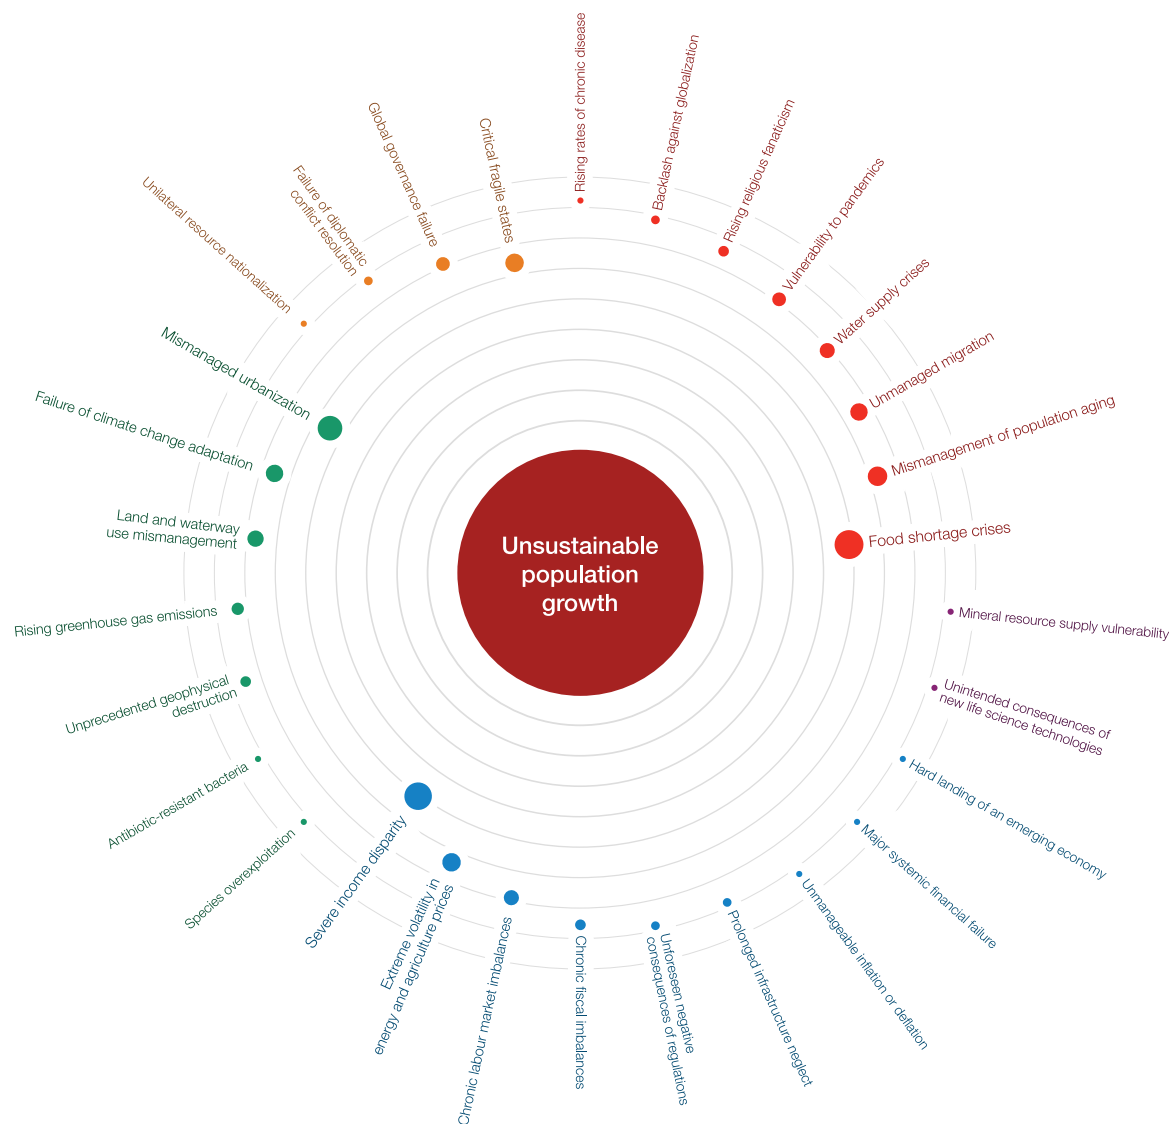 Unsustainable
population
growth
Rising rates of chronic disease
Backlash against globalization
Rising religious fanaticism
Vulnerability to pandemics
Water supply crises
Unmanaged migration
Mismanagement of population aging
Food shortage crises
Mineral resource supply vulnerability
Unintended consequences of
new life science technologies
Hard landing of an emerging economy
Major systemic financial failure
Unmanageable inflation or deflation
Prolonged infrastructure neglect
Unforeseen negative
consequences of regulations
Chronic fiscal imbalances
Chronic labour market imbalances
Extreme volatility in
energy and agriculture prices
Severe income disparity
Species overexploitation
Antibiotic-resistant bacteria
Unprecedented geophysical
destruction
Rising greenhouse gas emissions
Land and waterway
use mismanagement
Failure of climate change adaptation
Mismanaged urbanization
Unilateral resource nationalization
Failure of diplomatic
conflict resolution
Global governance failure
Critical fragile states